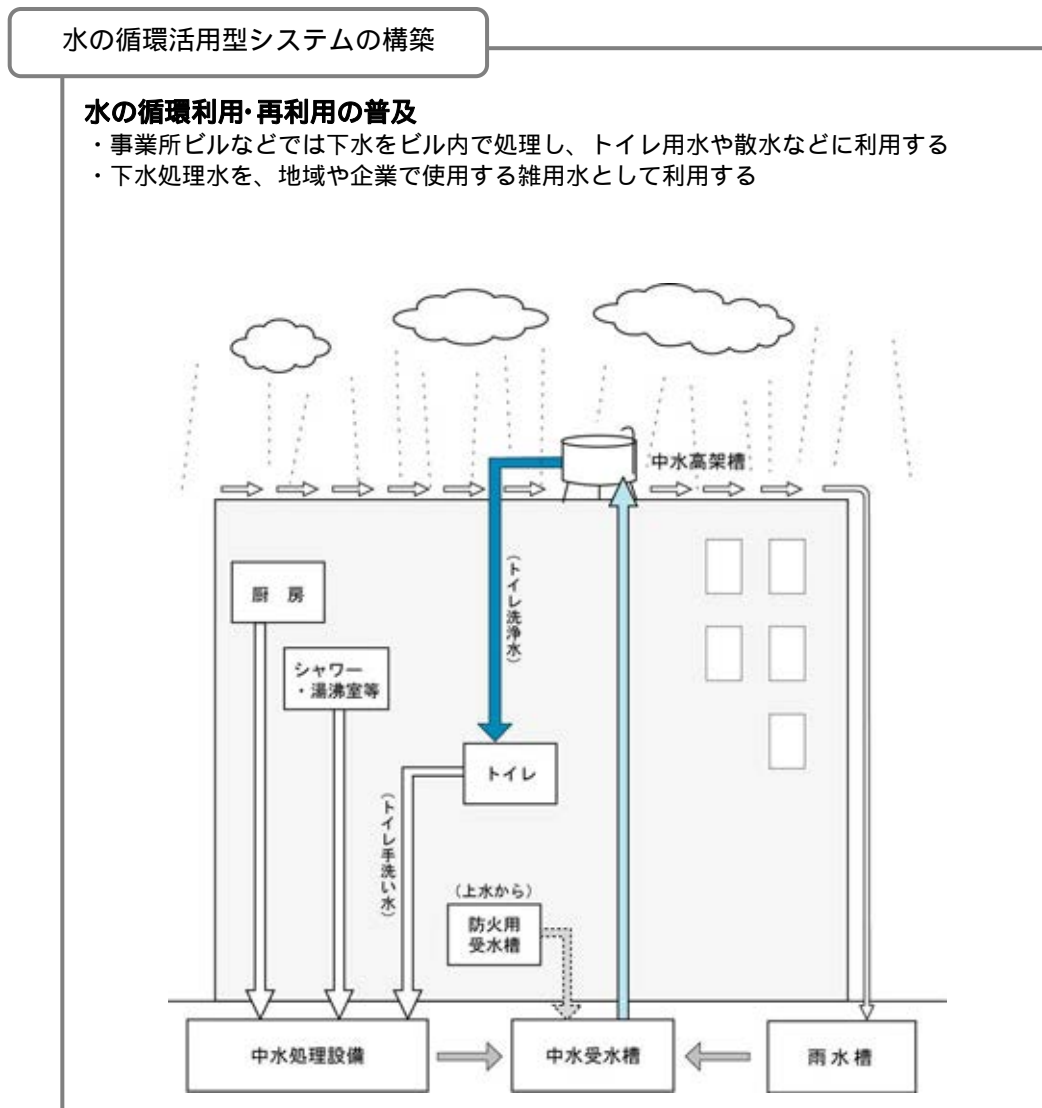 水の循環活用型システムの構築
水の循環利用・再利用の普及
・事業所ビルなどでは下水をビル内で処理し、トイレ用水や散水などに利用する
・下水処理水を、地域や企業で使用する雑用水として利用する
中水高架槽
(トイレ洗浄水)
厨 房
シャワー
・湯沸室等
トイレ
(トイレ手洗い水)
(上水から)
防火用
受水槽
中水処理設備
中水受水槽
雨水槽